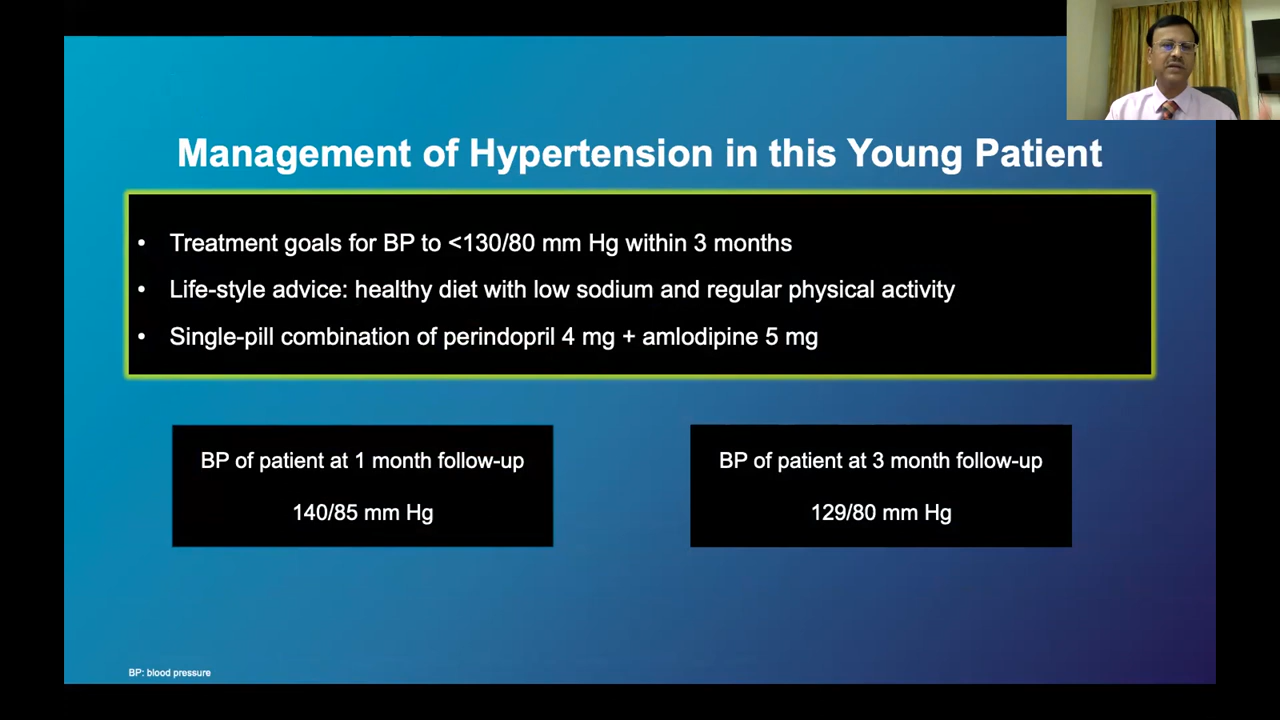 Management of Hypertension in this Young Patient
• Treatment goals for BP to <130/80 mm Hg within 3 months
• Life-style advice: healthy diet with low sodium and regular physical activity
• Single-pill combination of perindopril 4 mg + amlodipine 5 mg
BP of patient at 1 month follow-up
140/85 mm Hg
BP of patient at 3 month follow-up
129/80 mm Hg
BP: blood pressure